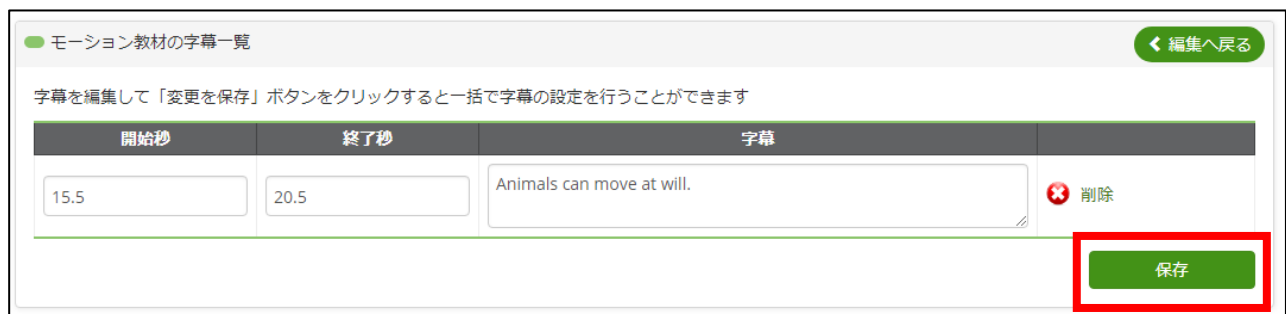 モーション教材の字幕一覧
編集へ戻る
字幕を編集して「変更を保存」ボタンをクリックすると一括で字幕の設定を行うことができます
開始秒 終了秒 字幕
15.5 20.5 Animals can move at will. 削除
保存